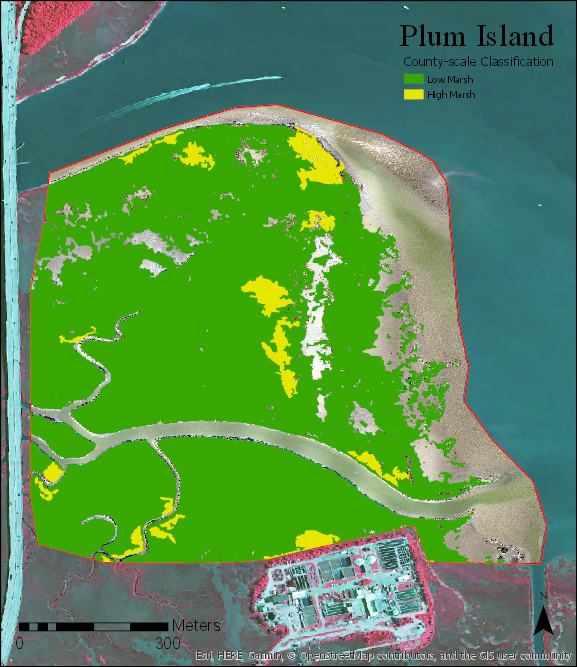 Plum Island
County-scale Classification
Low Marsh
High Marsh
N
Meters
0 300
Esri, HERE, Garmin, © OpenStreetMap contributors, and the GIS user community